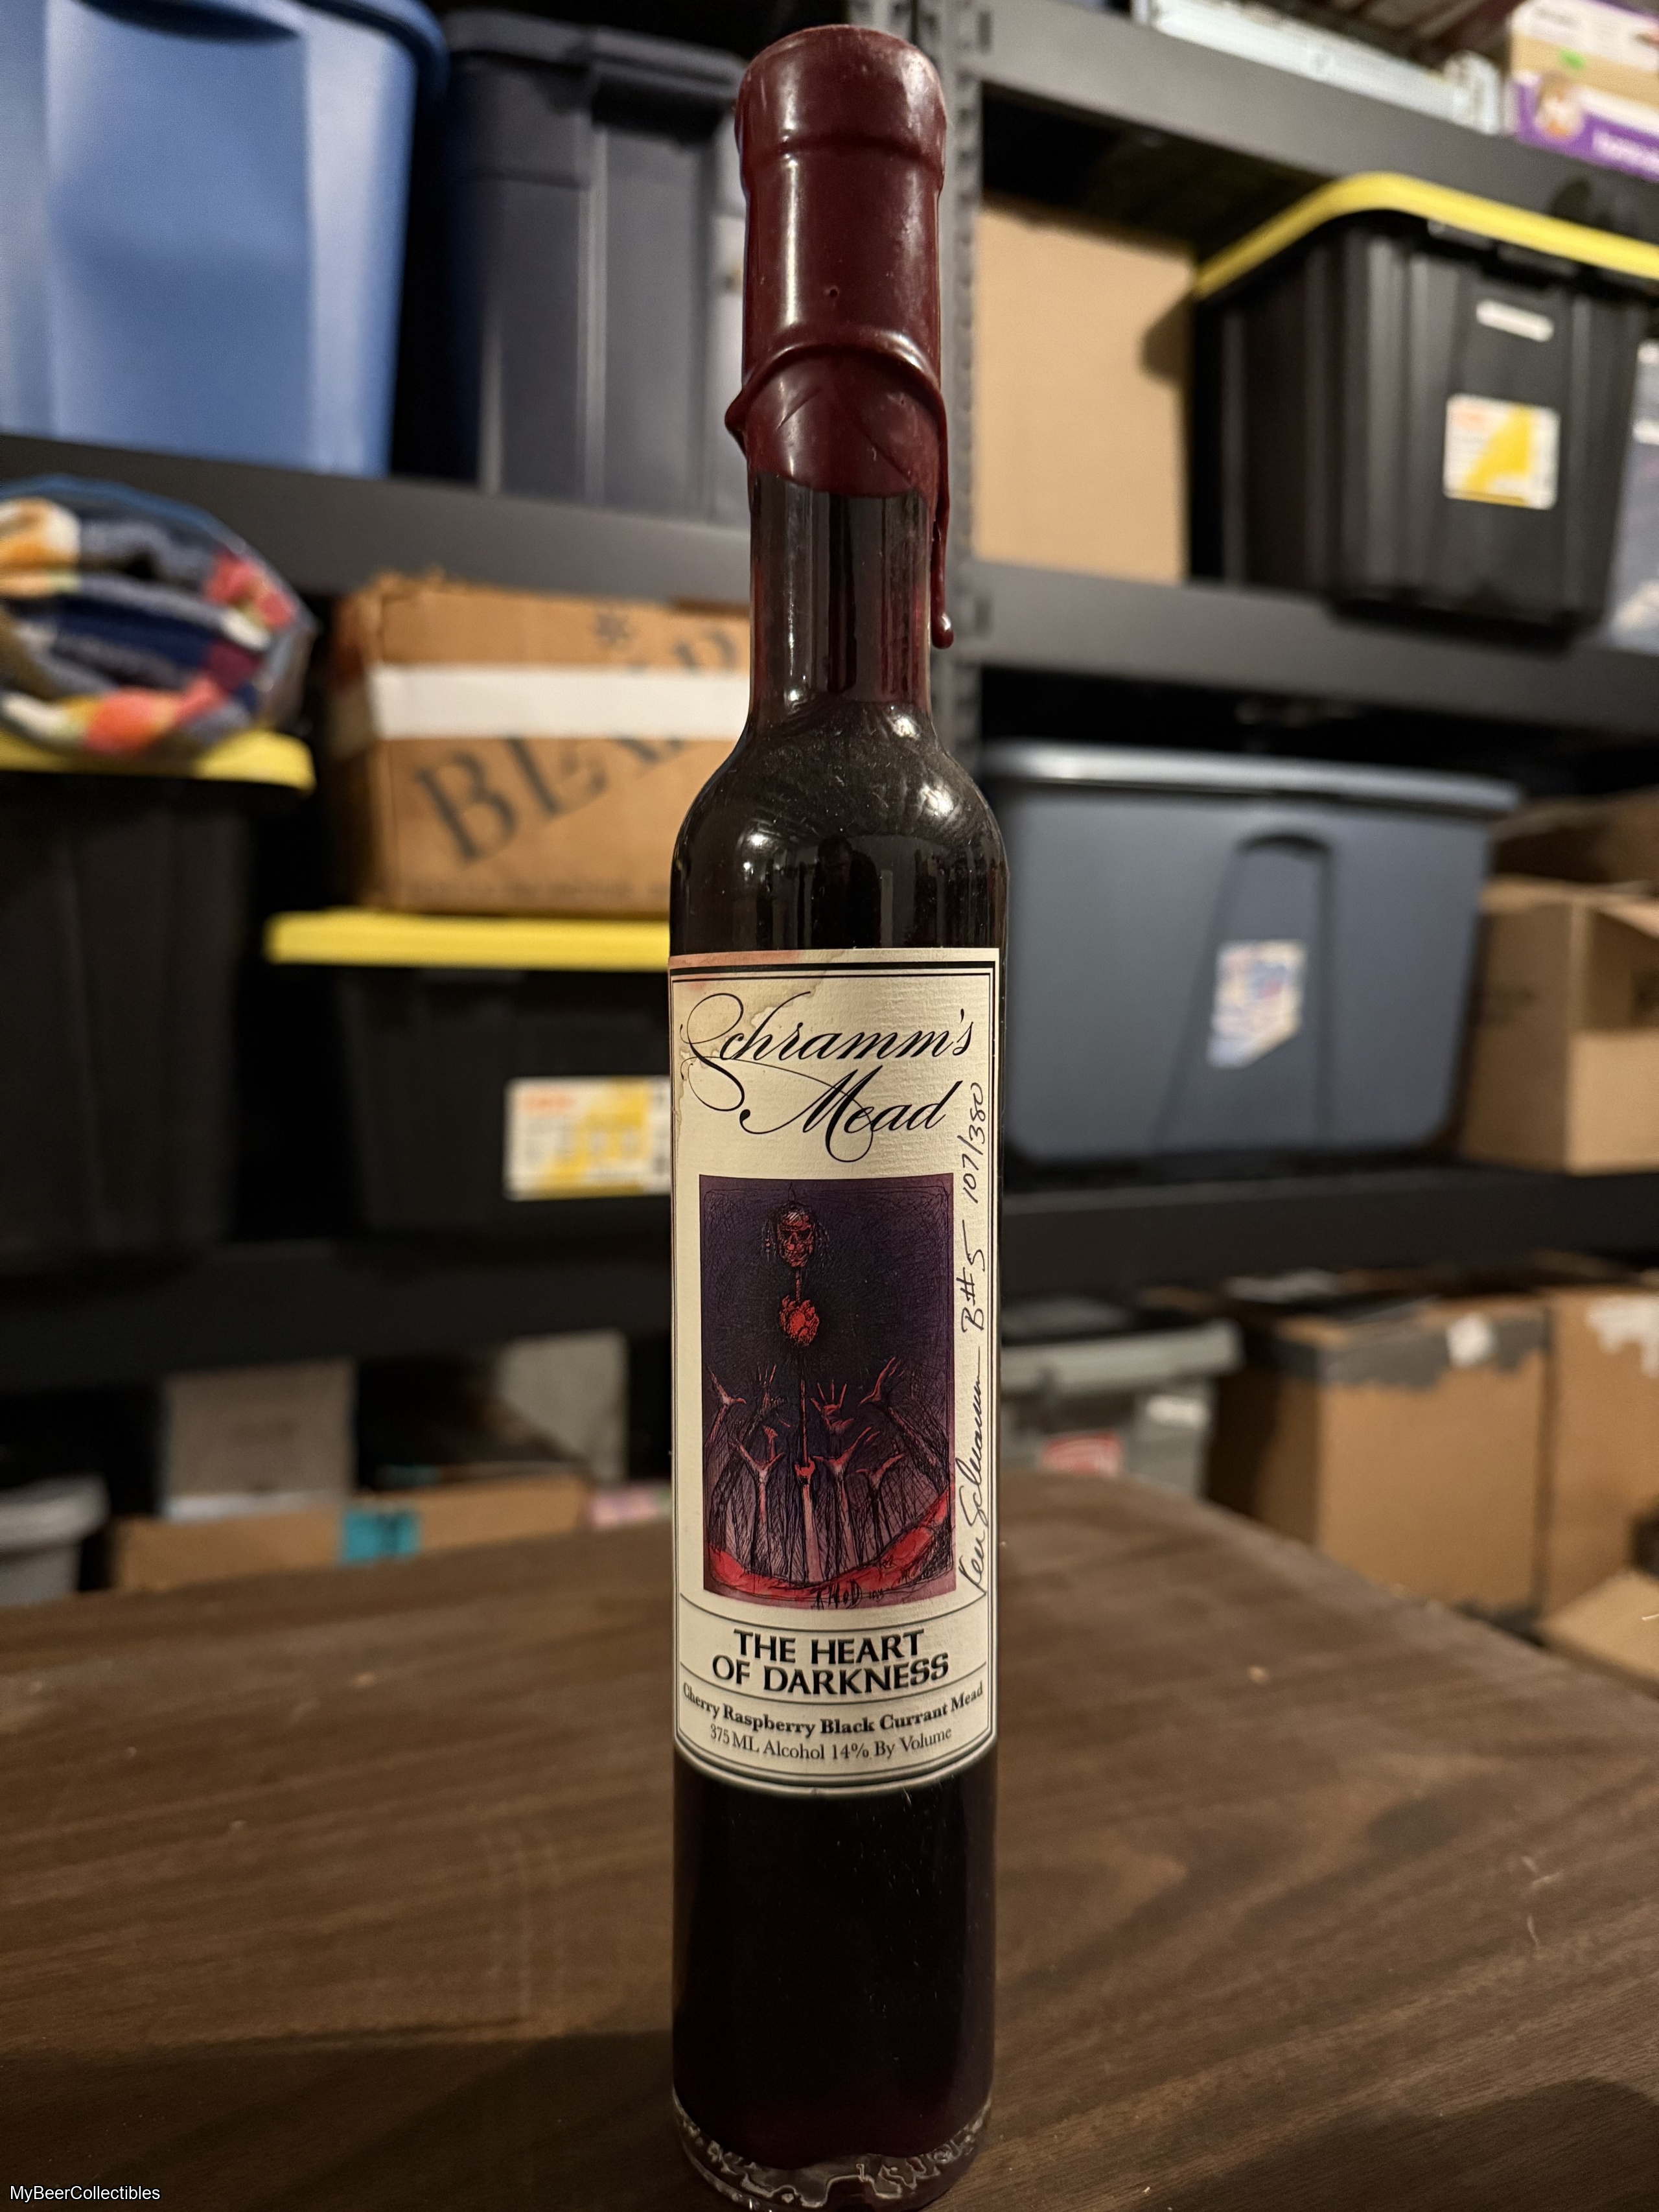 Schramm's
Mead
Ken Schramm B#5 107/380
THE HEART
OF DARKNESS
Cherry Raspberry Black Currant Mead
375 ML Alcohol 14% By Volume
MyBeerCollectibles